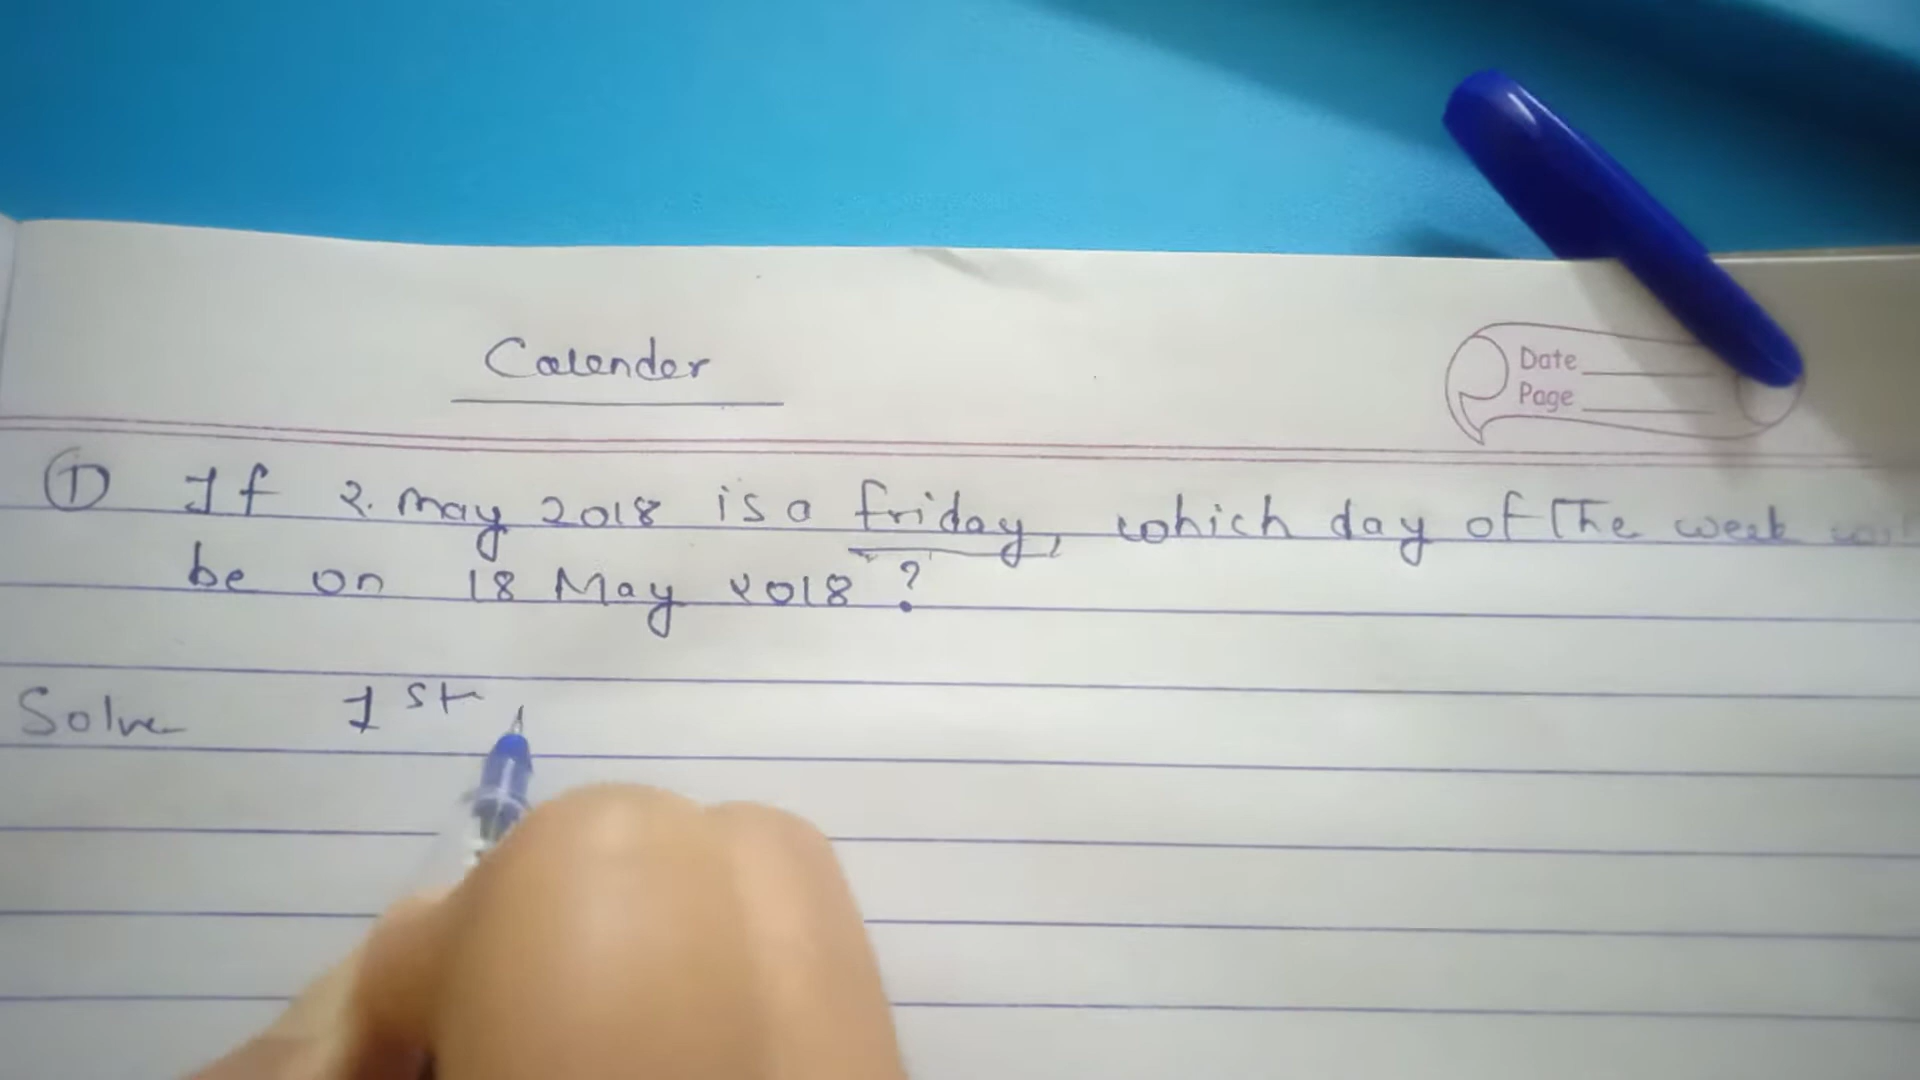 Calender
Date
Page
① If 2. may 2018 is a friday, which day of The week
be on 18 May 2018 ?
Solve 1st